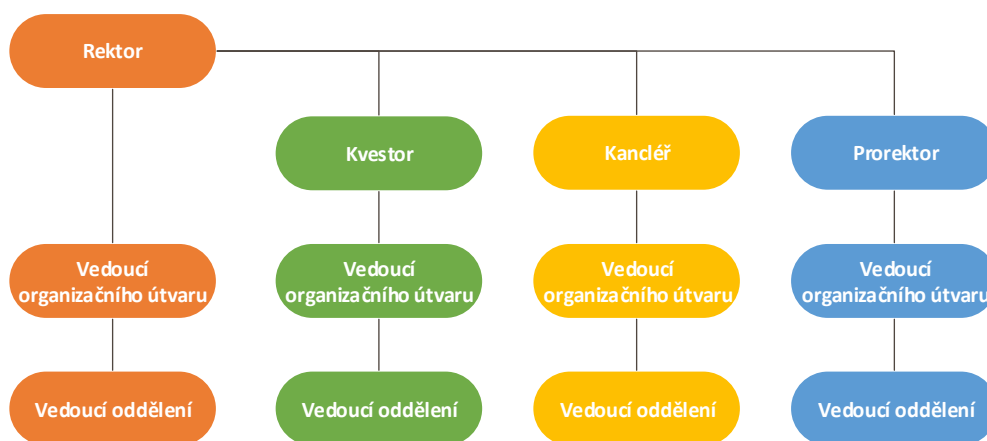 Rektor
Kvestor
Kancléř
Prorektor
Vedoucí
organizačního útvaru
Vedoucí
organizačního útvaru
Vedoucí
organizačního útvaru
Vedoucí
organizačního útvaru
Vedoucí oddělení
Vedoucí oddělení
Vedoucí oddělení
Vedoucí oddělení